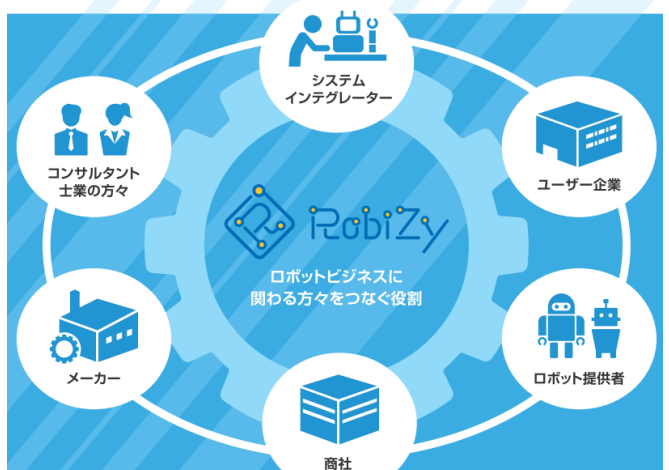 システム
インテグレーター
コンサルタント
士業の方々
ユーザー企業
RobiZy
ロボットビジネスに
関わる方々をつなぐ役割
メーカー
ロボット提供者
商社